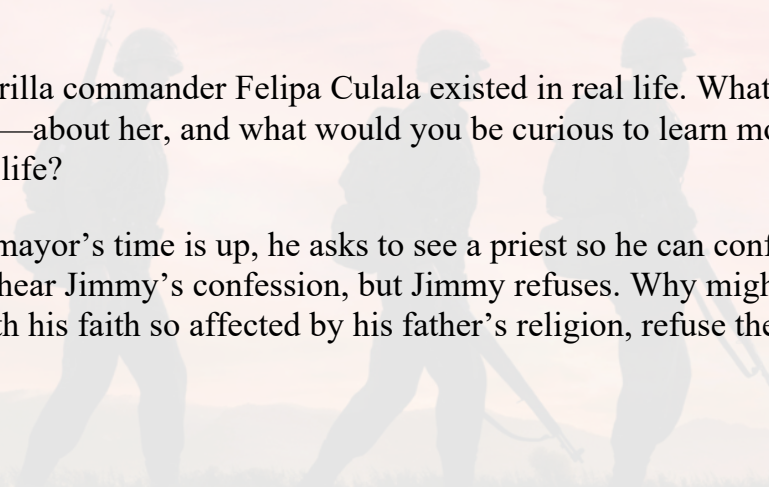 rilla commander Felipa Culala existed in real life. What
—about her, and what would you be curious to learn mo
life?
mayor’s time is up, he asks to see a priest so he can conf
hear Jimmy’s confession, but Jimmy refuses. Why migh
th his faith so affected by his father’s religion, refuse the